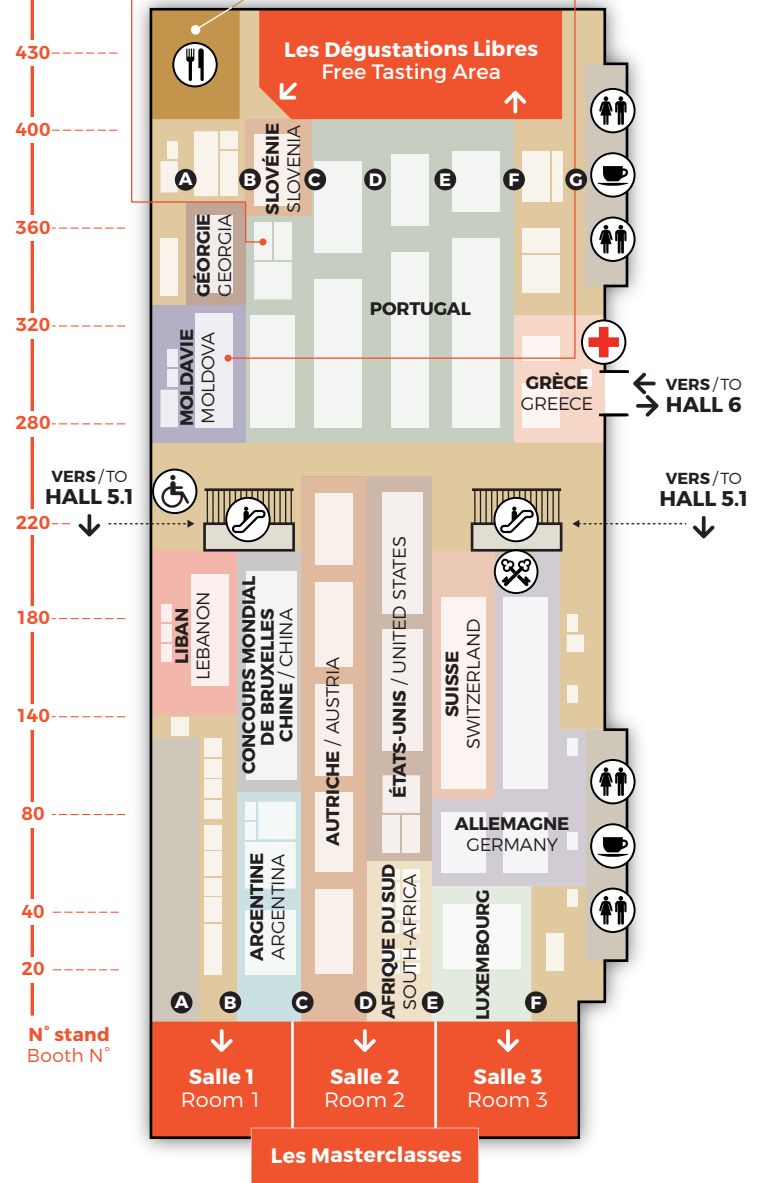 430
Les Dégustations Libres
Free Tasting Area
400
A
B
SLOVÉNIE
SLOVENIA
C
D
E
F
G
360
GÉORGIE
GEORGIA
320
PORTUGAL
MOLDAVIE
MOLDOVA
GRÈCE
GREECE
VERS / TO
HALL 6
280
VERS / TO
HALL 5.1
VERS / TO
HALL 5.1
220
180
LIBAN
LEBANON
CONCOURS MONDIAL
DE BRUXELLES
CHINE / CHINA
AUTRICHE / AUSTRIA
ÉTATS-UNIS / UNITED STATES
SUISSE
SWITZERLAND
140
80
ALLEMAGNE
GERMANY
ARGENTINE
ARGENTINA
AFRIQUE DU SUD
SOUTH-AFRICA
LUXEMBOURG
40
20
A
B
C
D
E
F
N° stand
Booth N°
Salle 1
Room 1
Salle 2
Room 2
Salle 3
Room 3
Les Masterclasses